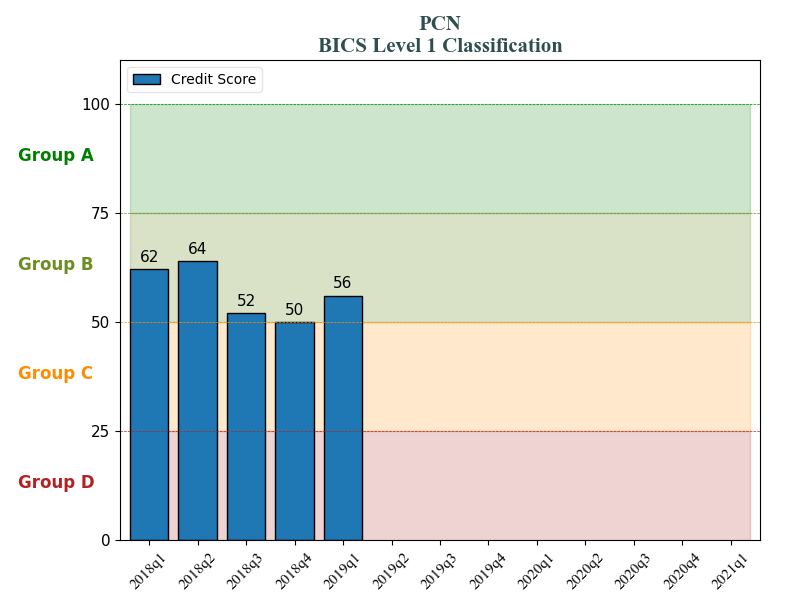 PCN
BICS Level 1 Classification
Credit Score
100
Group A
75
62
64
Group B
52
50
56
50
Group C
25
Group D
0
2018q1
2018q2
2018q3
2018q4
2019q1
2019q2
2019q3
2019q4
2020q1
2020q2
2020q3
2020q4
2021q1